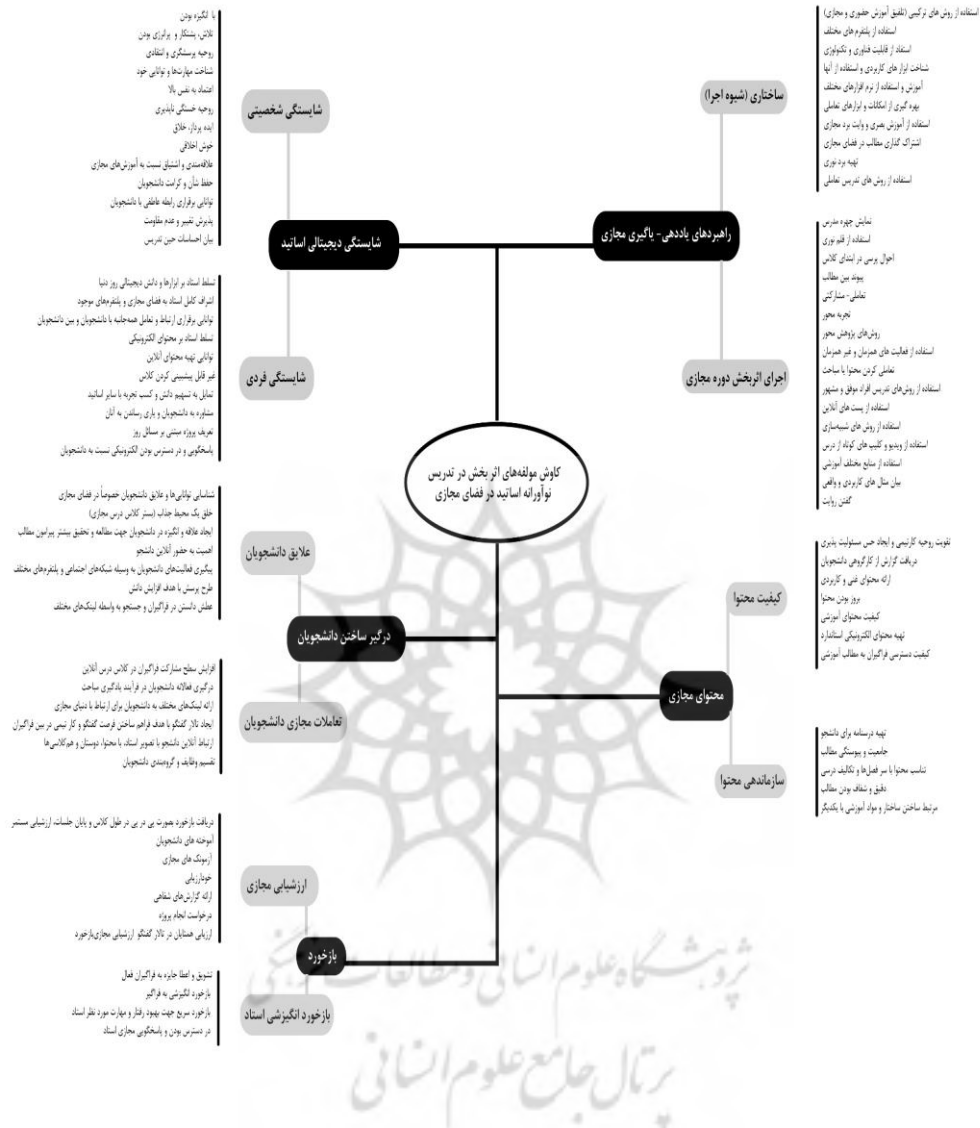 کاوش مولفه‌های اثر بخش در تدریس
نوآورانه اساتید در فضای مجازی
راهبردهای یاددهی- یاگیری مجازی
ساختاری (شیوه اجرا)
استفاده از روش های ترکیبی (تلفیق آموزش حضوری و مجازی)
استفاده از پلتفرم های مختلف
استفاد از قابلیت فناوری و تکنولوژی
شناخت ابزار های کاربردی و استفاده از آنها
آموزش و استفاده از نرم افزارهای مختلف
بهره گیری از امکانات و ابزارهای تعاملی
استفاده از آموزش بصری و وایت برد مجازی
اشتراک گذاری مطالب در فضای مجازی
تهیه برد نوری
استفاده از روش های تدریس تعاملی
اجرای اثربخش دوره مجازی
نمایش چهره مدرس
استفاده از قلم نوری
احوال پرسی در ابتدای کلاس
پیوند بین مطالب
تعاملی- مشارکتی
تجربه محور
روش‌های پژوهش محور
استفاده از فعالیت های همزمان و غیر همزمان
تعاملی کردن محتوا یا مباحث
استفاده از روش‌های تدریس افراد موفق و مشهور
استفاده از پست های آنلاین
استفاده از روش های شبیه‌سازی
استفاده از ویدیو و کلیپ های کوتاه از درس
استفاده از منابع مختلف آموزشی
بیان مثال های کاربردی و واقعی
گفتن روایت
محتوای مجازی
کیفیت محتوا
تقویت روحیه کارتیمی و ایجاد حس مسئولیت پذیری
دریافت گزارش از کارگروهی دانشجویان
ارائه محتوای غنی و کاربردی
بروز بودن محتوا
کیفیت محتوای آموزشی
تهیه محتوای الکترونیکی استاندارد
کیفیت دسترسی فراگیران به مطالب آموزشی
سازماندهی محتوا
تهیه درسنامه برای دانشجو
جامعیت و پیوستگی مطالب
تناسب محتوا با سر فصل‌ها و تکالیف درسی
دقیق و شفاف بودن مطالب
مرتبط ساختن ساختار و مواد آموزشی با یکدیگر
شایستگی دیجیتالی اساتید
شایستگی شخصیتی
با انگیزه بودن
تلاش، پشتکار و پرانرژی بودن
روحیه پرسشگری و انتقادی
شناخت مهارت‌ها و توانایی خود
اعتماد به نفس بالا
روحیه خستگی ناپذیری
ایده پرداز، خلاق
خوش اخلاقی
علاقه‌مندی و اشتیاق نسبت به آموزش‌های مجازی
حفظ شأن و کرامت دانشجویان
توانایی برقراری رابطه عاطفی با دانشجویان
پذیرش تغییر و عدم مقاومت
بیان احساسات حین تدریس
شایستگی فردی
تسلط استاد بر ابزارها و دانش دیجیتالی روز دنیا
اشراف کامل استاد به فضای مجازی و پلتفرم‌های موجود
توانایی برقراری ارتباط و تعامل همه‌جانبه با دانشجویان و بین دانشجویان
تسلط استاد بر محتوای الکترونیکی
توانایی تهیه محتوای آنلاین
غیر قابل پیشبینی کردن کلاس
تمایل به تسهیم دانش و کسب تجربه با سایر اساتید
مشاوره به دانشجویان و یاری رساندن به آنان
تعریف پروژه مبتنی بر مسائل روز
پاسخگویی و در دسترس بودن الکترونیکی نسبت به دانشجویان
درگیر ساختن دانشجویان
علایق دانشجویان
شناسایی توانایی‌ها و علایق دانشجویان خصوصاً در فضای مجازی
خلق یک محیط جذاب (بستر کلاس درس مجازی)
ایجاد علاقه و انگیزه در دانشجویان جهت مطالعه و تحقیق بیشتر پیرامون مطالب
اهمیت به حضور آنلاین دانشجو
پیگیری فعالیت‌های دانشجویان به وسیله شبکه‌های اجتماعی و پلتفرم‌های مختلف
طرح پرسش با هدف افزایش دانش
عطش دانستن در فراگیران و جستجو به واسطه لینک‌های مختلف
تعاملات مجازی دانشجویان
افزایش سطح مشارکت فراگیران در کلاس درس آنلاین
درگیری فعالانه دانشجویان در فرآیند یادگیری مباحث
ارائه لینک‌های مختلف به دانشجویان برای ارتباط با دنیای مجازی
ایجاد تالار گفتگو با هدف فراهم ساختن فرصت گفتگو و کار تیمی در بین فراگیران
ارتباط آنلاین دانشجو با تصویر استاد، با محتوا، دوستان و هم‌کلاسی‌ها
تقسیم وظایف و گروه‌بندی دانشجویان
بازخورد
ارزشیابی مجازی
دریافت بازخورد بصورت پی در پی در طول کلاس و پایان جلسات، ارزشیابی مستمر
آموخته های دانشجویان
آزمونک های مجازی
خودارزیابی
ارائه گزارش‌های شفاهی
درخواست انجام پروژه
ارزیابی همتایان در تالار گفتگو ارزشیابی مجازی‌بازخورد
بازخورد انگیزشی استاد
تشویق و اعطا جایزه به فراگیران فعال
بازخورد انگیزشی به فراگیر
بازخورد سریع جهت بهبود رفتار و مهارت مورد نظر استاد
در دسترس بودن و پاسخگویی مجازی استاد
پژوهشگاه علوم انسانی و مطالعات فرهنگی
پرتال جامع علوم انسانی